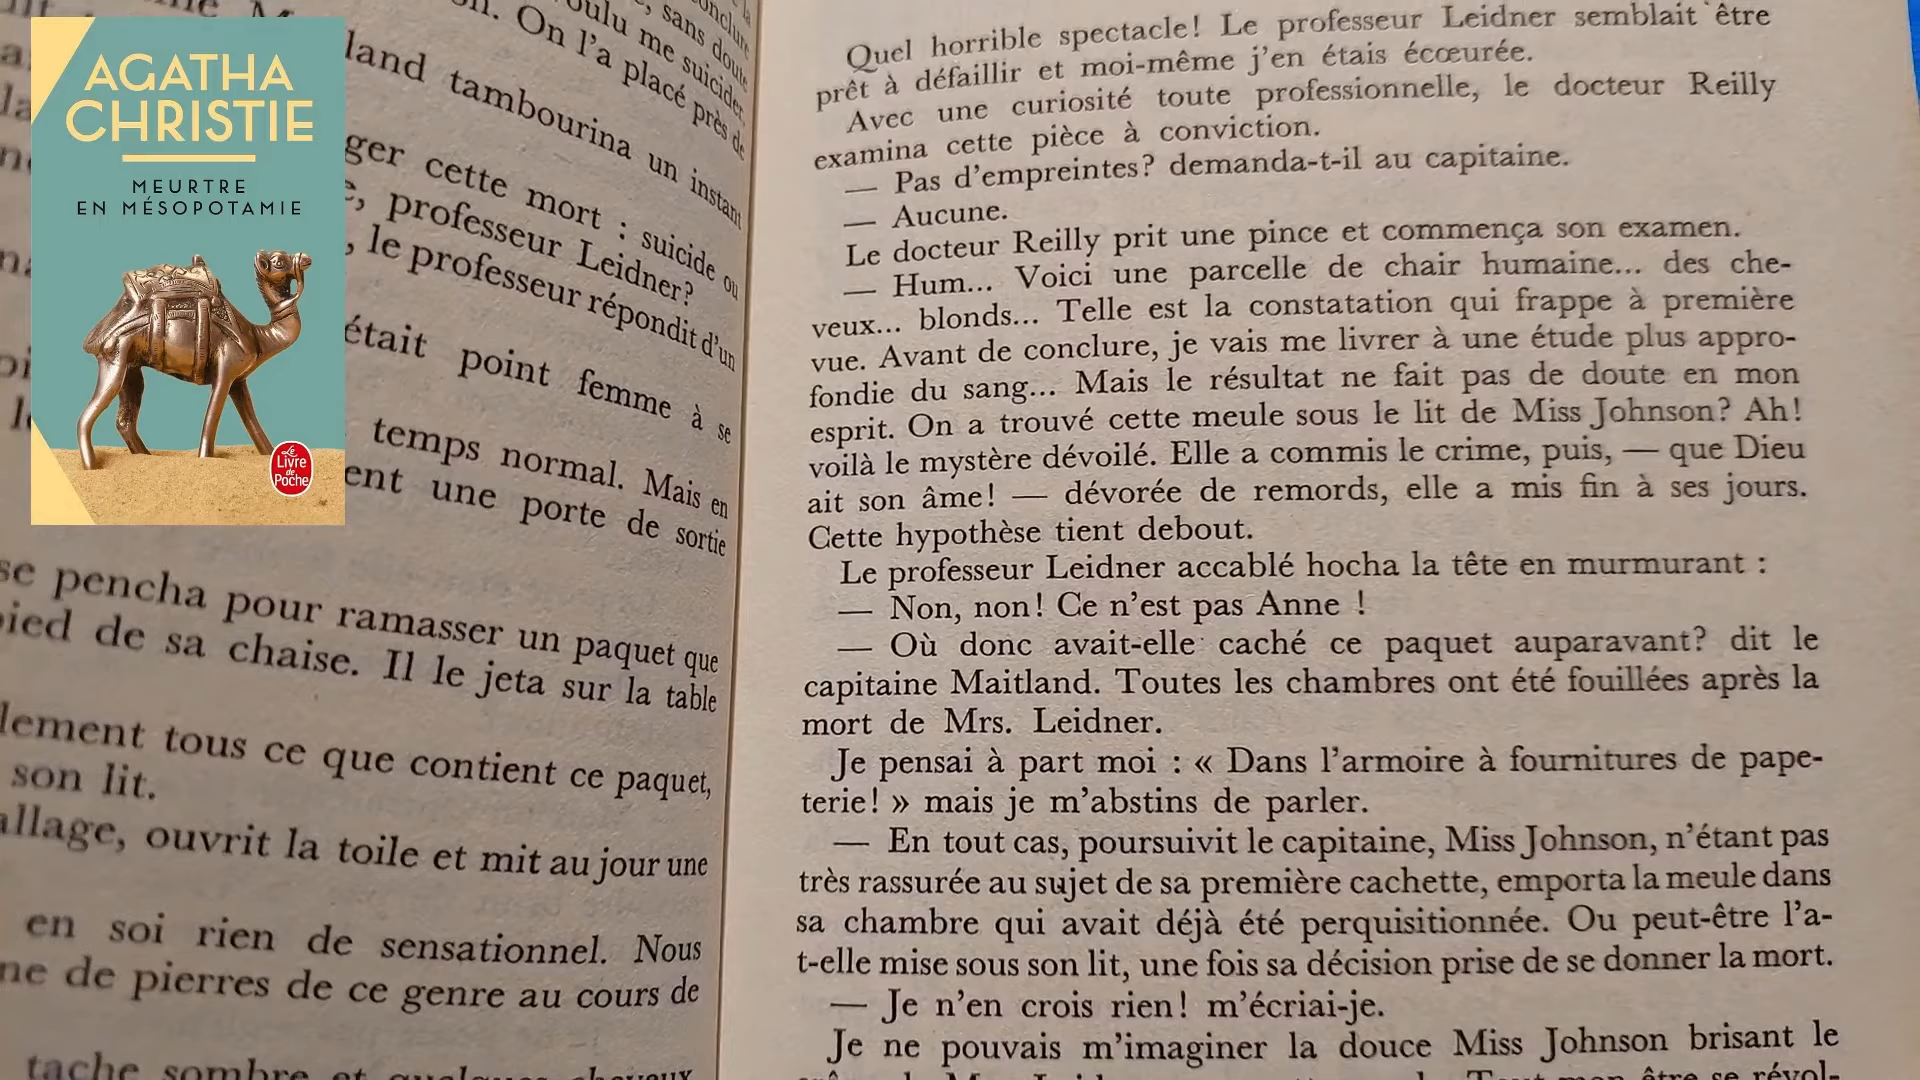 AGATHA
CHRISTIE
MEURTRE
EN MÉSOPOTAMIE
Le
Livre
de
Poche
On l'a placé près de
land tambourina un instant
ger cette mort : suicide ou
professeur Leidner?
, le professeur répondit d'un
était point femme à se
temps normal. Mais en
ent une porte de sortie
se pencha pour ramasser un paquet que
pied de sa chaise. Il le jeta sur la table
lement tous ce que contient ce paquet,
son lit.
allage, ouvrit la toile et mit au jour une
en soi rien de sensationnel. Nous
ne de pierres de ce genre au cours de
tache sombre et quelques cheveux
Quel horrible spectacle! Le professeur Leidner semblait être
prêt à défaillir et moi-même j'en étais écœurée.
Avec une curiosité toute professionnelle, le docteur Reilly
examina cette pièce à conviction.
— Pas d'empreintes? demanda-t-il au capitaine.
— Aucune.
Le docteur Reilly prit une pince et commença son examen.
— Hum... Voici une parcelle de chair humaine... des che-
veux... blonds... Telle est la constatation qui frappe à première
vue. Avant de conclure, je vais me livrer à une étude plus appro-
fondie du sang... Mais le résultat ne fait pas de doute en mon
esprit. On a trouvé cette meule sous le lit de Miss Johnson? Ah!
voilà le mystère dévoilé. Elle a commis le crime, puis, — que Dieu
ait son âme! — dévorée de remords, elle a mis fin à ses jours.
Cette hypothèse tient debout.
Le professeur Leidner accablé hocha la tête en murmurant :
— Non, non! Ce n'est pas Anne !
— Où donc avait-elle caché ce paquet auparavant? dit le
capitaine Maitland. Toutes les chambres ont été fouillées après la
mort de Mrs. Leidner.
Je pensai à part moi : « Dans l'armoire à fournitures de pape-
terie! » mais je m'abstins de parler.
— En tout cas, poursuivit le capitaine, Miss Johnson, n'étant pas
très rassurée au sujet de sa première cachette, emporta la meule dans
sa chambre qui avait déjà été perquisitionnée. Ou peut-être l'a-
t-elle mise sous son lit, une fois sa décision prise de se donner la mort.
— Je n'en crois rien! m'écriai-je.
Je ne pouvais m'imaginer la douce Miss Johnson brisant le